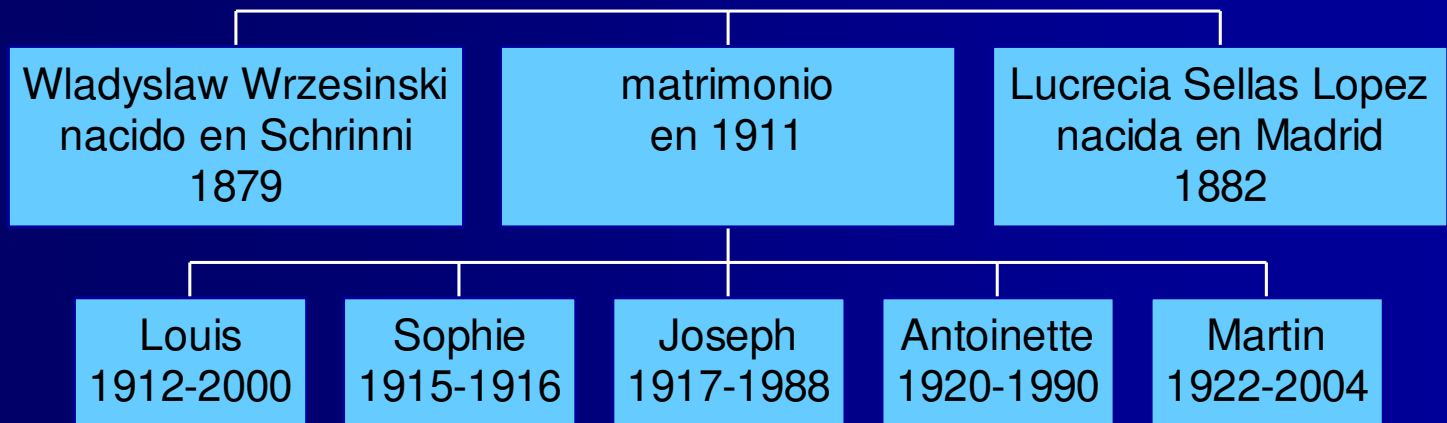 Wladyslaw Wrzesinski
nacido en Schrinni
1879
matrimonio
en 1911
Lucrecia Sellas Lopez
nacida en Madrid
1882
Louis
1912-2000
Sophie
1915-1916
Joseph
1917-1988
Antoinette
1920-1990
Martin
1922-2004